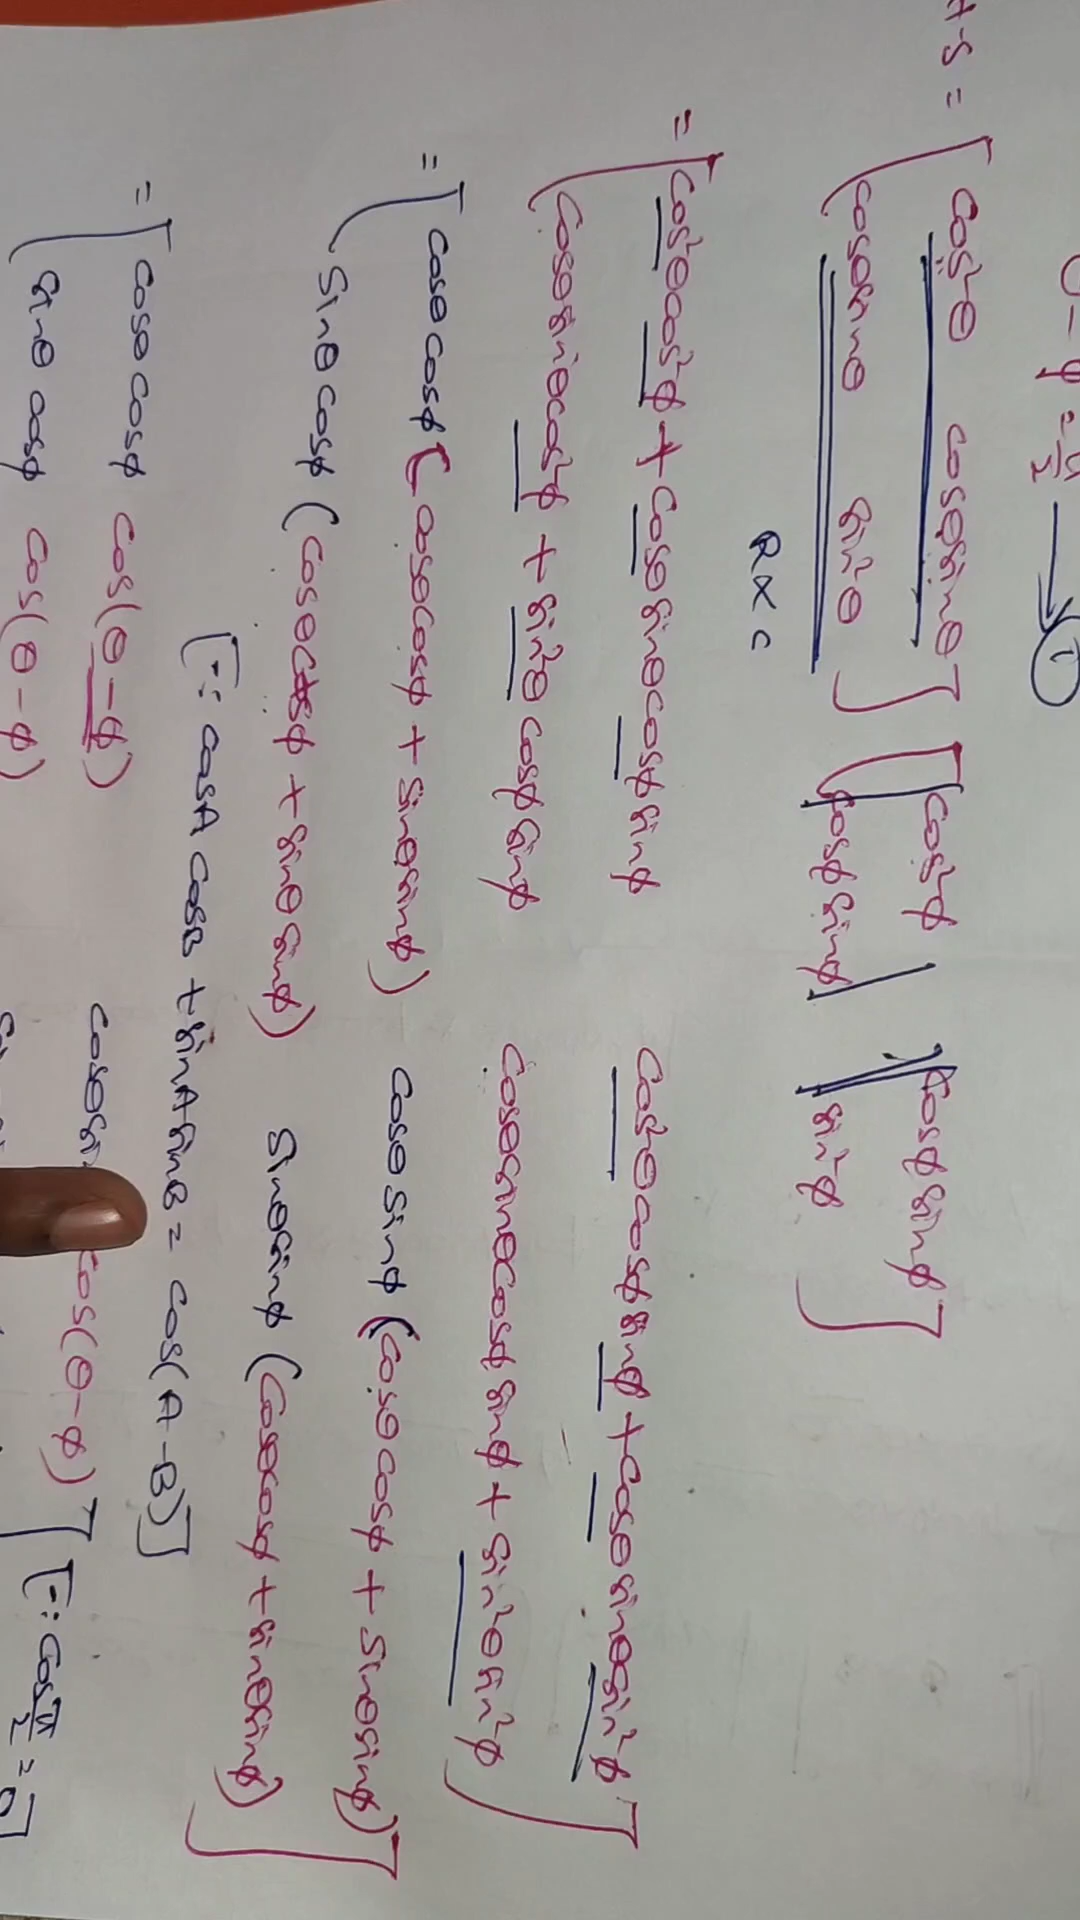 θ - φ = π/2 → ①
A·S = [ cos²θ cosθsinθ ] [ cos²φ cosφsinφ ]
[ cosθsinθ sin²θ ] [ cosφsinφ sin²φ ]
R × C
= [ cos²θcos²φ + cosθsinθcosφsinφ cos²θcosφsinφ + cosθsinθsin²φ
cosθsinθcos²φ + sin²θcosφsinφ cosθsinθcosφsinφ + sin²θsin²φ ]
= [ cosθcosφ (cosθcosφ + sinθsinφ) cosθsinφ (cosθcosφ + sinθsinφ)
sinθcosφ (cosθcosφ + sinθsinφ) sinθsinφ (cosθcosφ + sinθsinφ) ]
[∵ cosA cosB + sinA sinB = cos(A-B)]
= [ cosθcosφ cos(θ-φ) cosθsin cos(θ-φ) ]
sinθcosφ cos(θ-φ) [∵ cos π/2 = 0]